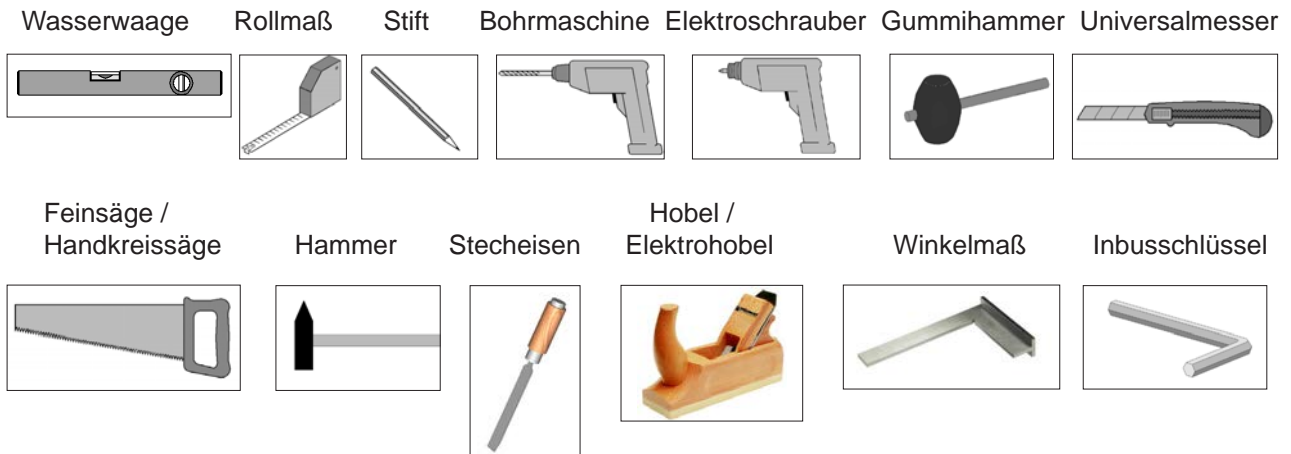 Wasserwaage Rollmaß Stift Bohrmaschine Elektroschrauber Gummihammer Universalmesser
Feinsäge /
Handkreissäge
Hammer
Stecheisen
Hobel /
Elektrohobel
Winkelmaß
Inbusschlüssel